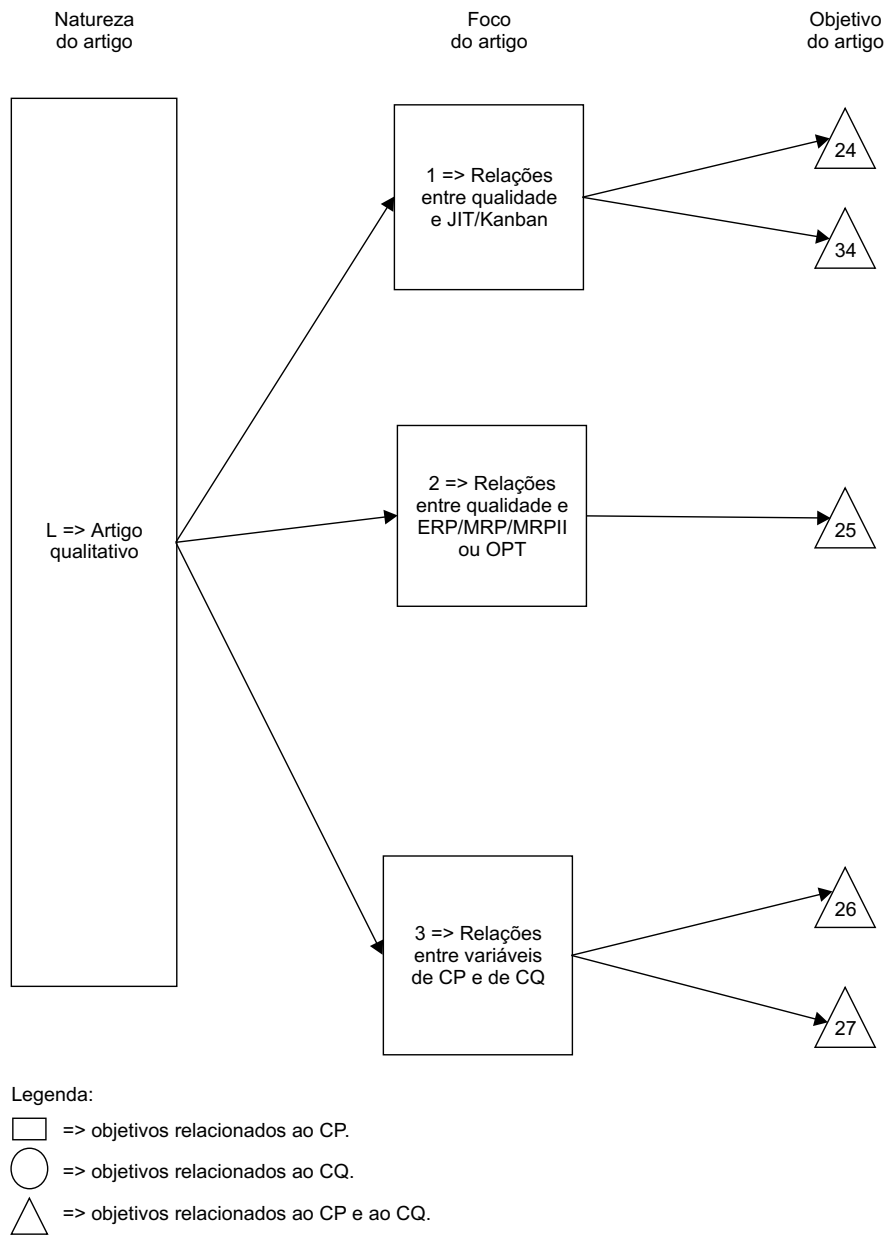 Natureza
do artigo
Foco
do artigo
Objetivo
do artigo
L => Artigo
qualitativo
1 => Relações
entre qualidade
e JIT/Kanban
24
34
2 => Relações
entre qualidade e
ERP/MRP/MRPII
ou OPT
25
3 => Relações
entre variáveis
de CP e de CQ
26
27
Legenda:
=> objetivos relacionados ao CP.
=> objetivos relacionados ao CQ.
=> objetivos relacionados ao CP e ao CQ.